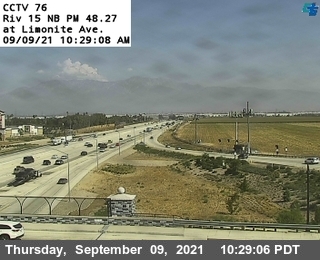 CCTV 76
Riv 15 NB PM 48.27
at Limonite Ave.
09/09/21 10:29:08 AM
Thursday, September 09, 2021 10:29:06 PDT